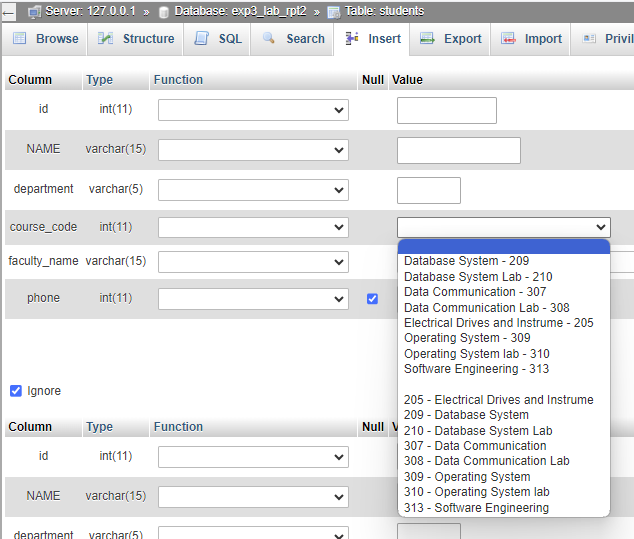 Server: 127.0.0.1 » Database: exp3_lab_rpt2 » Table: students
Browse Structure SQL Search Insert Export Import
Column Type Function Null Value
id int(11)
NAME varchar(15)
department varchar(5)
course_code int(11)
faculty_name varchar(15)
phone int(11)
Database System - 209
Database System Lab - 210
Data Communication - 307
Data Communication Lab - 308
Electrical Drives and Instrume - 205
Operating System - 309
Operating System lab - 310
Software Engineering - 313
205 - Electrical Drives and Instrume
209 - Database System
210 - Database System Lab
307 - Data Communication
308 - Data Communication Lab
309 - Operating System
310 - Operating System lab
313 - Software Engineering
Ignore
Column Type Function Null
id int(11)
NAME varchar(15)
department varchar(5)